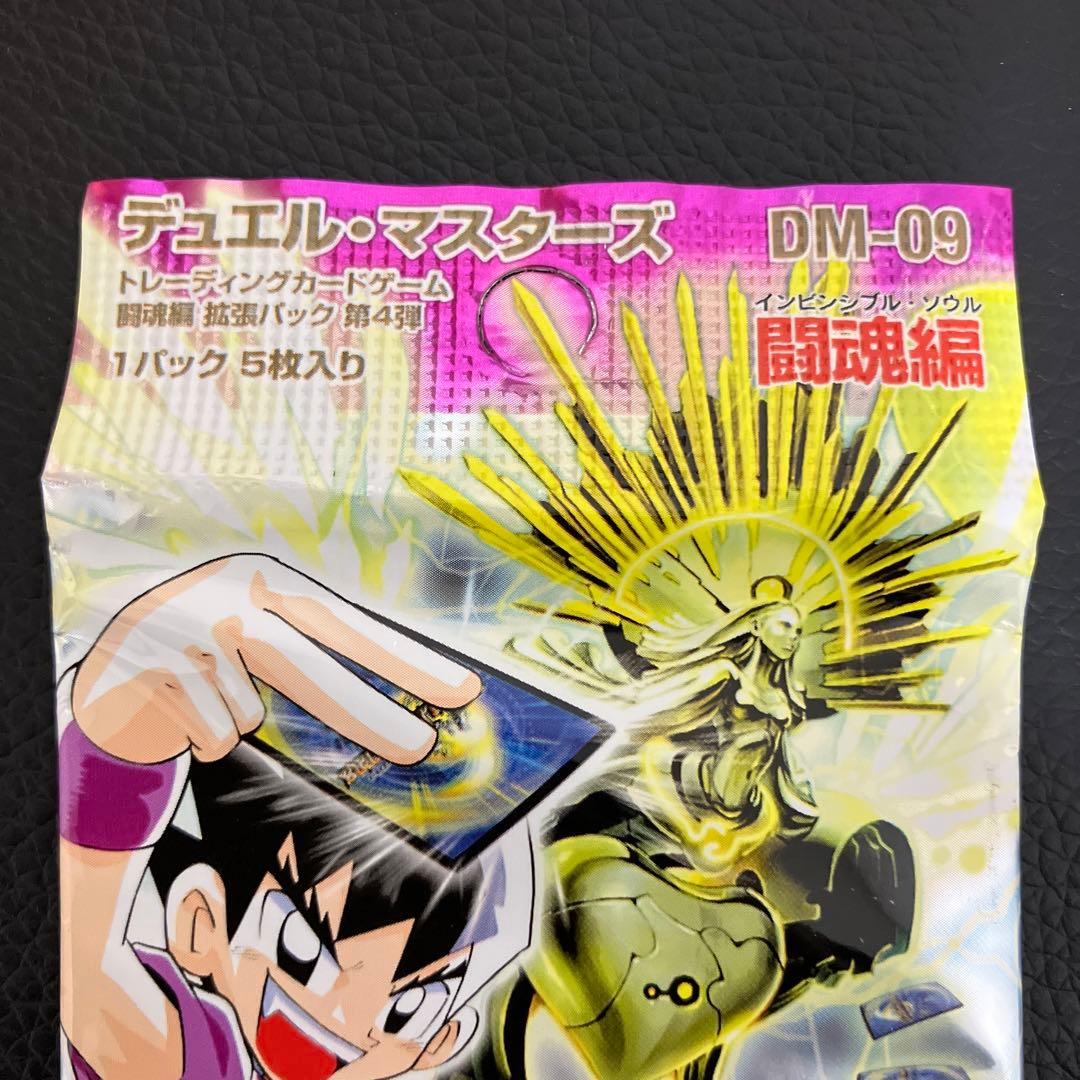 デュエル・マスターズ
トレーディングカードゲーム
闘魂編 拡張パック 第4弾
1パック 5枚入り
DM-09
インビンシブル・ソウル
闘魂編